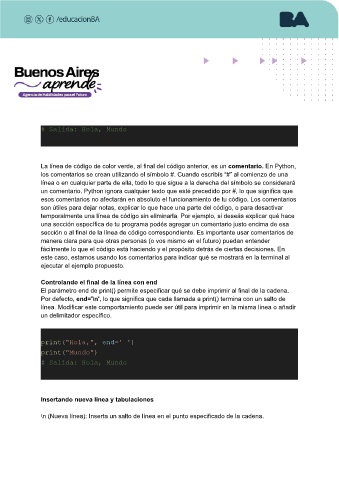 /educacionBA
BA
Buenos Aires
aprende
Agencia de Habilidades para el Futuro
# Salida: Hola, Mundo
La línea de código de color verde, al final del código anterior, es un comentario. En Python,
los comentarios se crean utilizando el símbolo #. Cuando escribís "#" al comienzo de una
línea o en cualquier parte de ella, todo lo que sigue a la derecha del símbolo se considerará
un comentario. Python ignora cualquier texto que esté precedido por #, lo que significa que
esos comentarios no afectarán en absoluto el funcionamiento de tu código. Los comentarios
son útiles para dejar notas, explicar lo que hace una parte del código, o para desactivar
temporalmente una línea de código sin eliminarla. Por ejemplo, si deseás explicar qué hace
una sección específica de tu programa podés agregar un comentario justo encima de esa
sección o al final de la línea de código correspondiente. Es importante usar comentarios de
manera clara para que otras personas (o vos mismo en el futuro) puedan entender
fácilmente lo que el código está haciendo y el propósito detrás de ciertas decisiones. En
este caso, estamos usando los comentarios para indicar qué se mostrará en la terminal al
ejecutar el ejemplo propuesto.
Controlando el final de la línea con end
El parámetro end de print() permite especificar qué se debe imprimir al final de la cadena.
Por defecto, end='\n', lo que significa que cada llamada a print() termina con un salto de
línea. Modificar este comportamiento puede ser útil para imprimir en la misma línea o añadir
un delimitador específico.
print("Hola,", end=' ')
print("Mundo")
# Salida: Hola, Mundo
Insertando nueva línea y tabulaciones
\n (Nueva línea): Inserta un salto de línea en el punto especificado de la cadena.